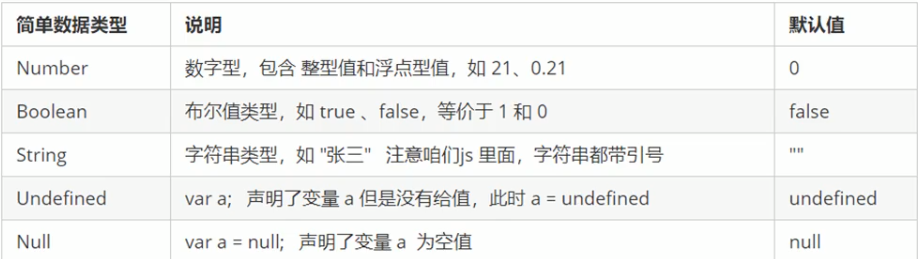 简单数据类型 说明 默认值
Number 数字型，包含 整型值和浮点型值，如 21、0.21 0
Boolean 布尔值类型，如 true 、false，等价于 1 和 0 false
String 字符串类型，如 "张三" 注意咱们js 里面，字符串都带引号 ""
Undefined var a; 声明了变量 a 但是没有给值，此时 a = undefined undefined
Null var a = null; 声明了变量 a 为空值 null